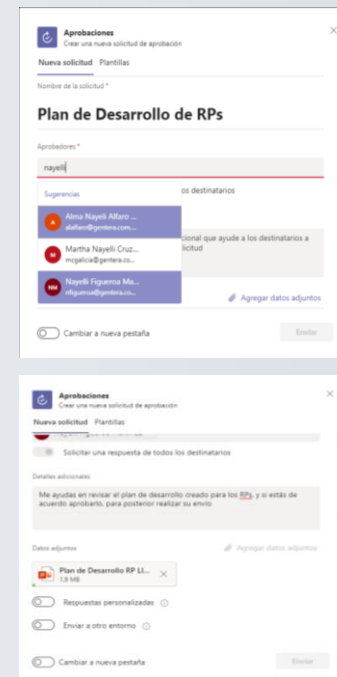 Aprobaciones
Crear una nueva solicitud de aprobación
Nueva solicitud Plantillas
Nombre de la solicitud *
Plan de Desarrollo de RPs
Aprobadores *
nayelli
Sugerencias
os destinatarios
A Alma Nayeli Alfaro ...
alalfaro@gentera.com...
cional que ayude a los destinatarios a
M Martha Nayelli Cruz...
licitud
mcgalicia@gentera.co...
NM Nayelli Figueroa Ma...
nfigueroa@gentera.co...
Agregar datos adjuntos
Cambiar a nueva pestaña Enviar
Aprobaciones
Crear una nueva solicitud de aprobación
Nueva solicitud Plantillas
Solicitar una respuesta de todos los destinatarios
Detalles adicionales
Me ayudas en revisar el plan de desarrollo creado para los RPs, y si estás de
acuerdo aprobarlo, para posterior realizar su envío
Datos adjuntos Agregar datos adjuntos
Plan de Desarrollo RP LI...
1.9 MB
Respuestas personalizadas
Enviar a otro entorno
Cambiar a nueva pestaña Enviar